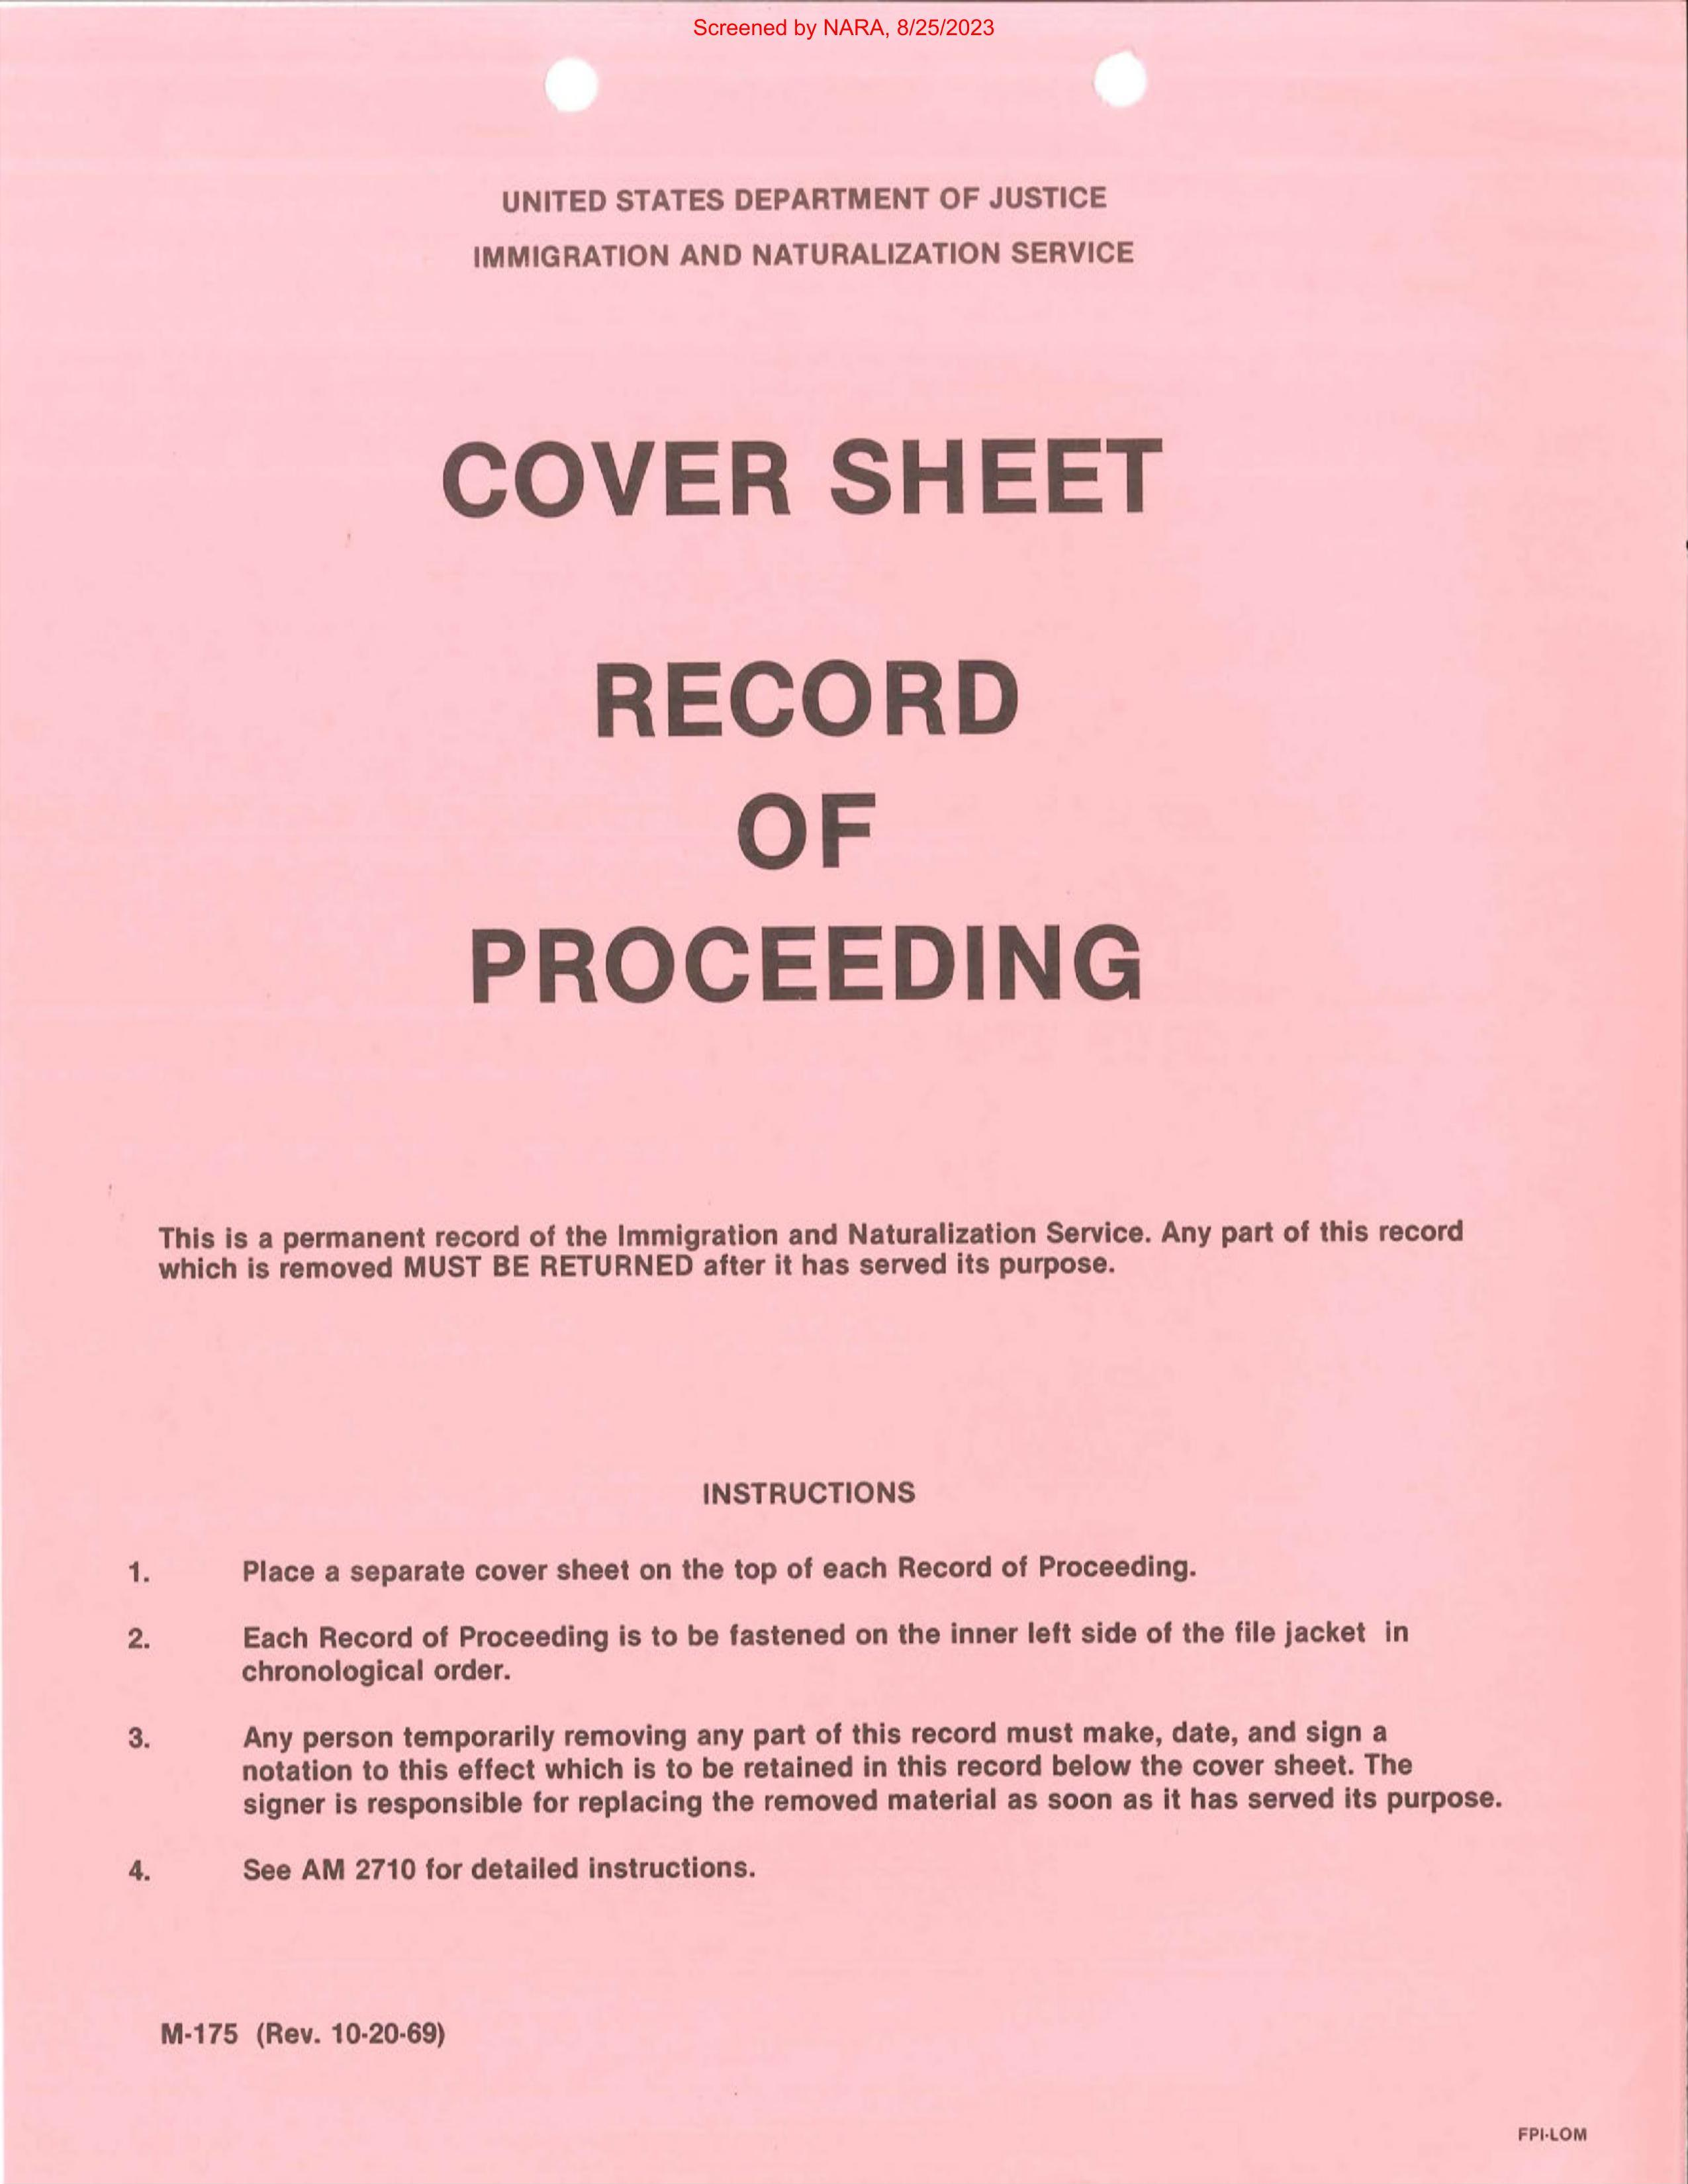 Screened by NARA, 8/25/2023
UNITED STATES DEPARTMENT OF JUSTICE
IMMIGRATION AND NATURALIZATION SERVICE
COVER SHEET
RECORD
OF
PROCEEDING
This is a permanent record of the Immigration and Naturalization Service. Any part of this record
which is removed MUST BE RETURNED after it has served its purpose.
INSTRUCTIONS
1. Place a separate cover sheet on the top of each Record of Proceeding.
2. Each Record of Proceeding is to be fastened on the inner left side of the file jacket in
chronological order.
3. Any person temporarily removing any part of this record must make, date, and sign a
notation to this effect which is to be retained in this record below the cover sheet. The
signer is responsible for replacing the removed material as soon as it has served its purpose.
4. See AM 2710 for detailed instructions.
M-175 (Rev. 10-20-69)
FPI-LOM